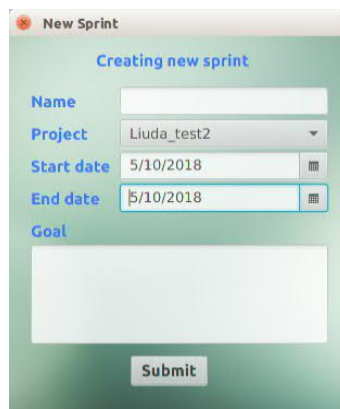 New Sprint
Creating new sprint
Name
Project Liuda_test2
Start date 5/10/2018
End date 5/10/2018
Goal
Submit